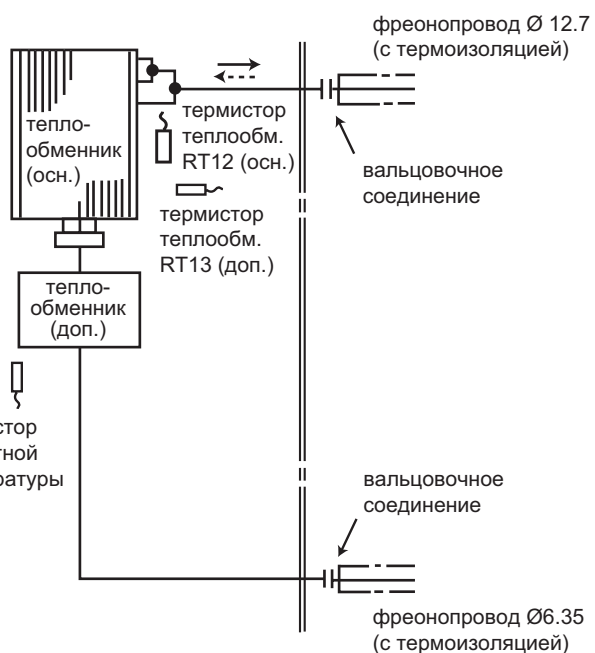 фреонопровод Ø 12.7
(с термоизоляцией)
тепло-
обменник
(осн.)
термистор
теплообм.
RT12 (осн.)
вальцовочное
соединение
термистор
теплообм.
RT13 (доп.)
тепло-
обменник
(доп.)
вальцовочное
соединение
фреонопровод Ø6.35
(с термоизоляцией)